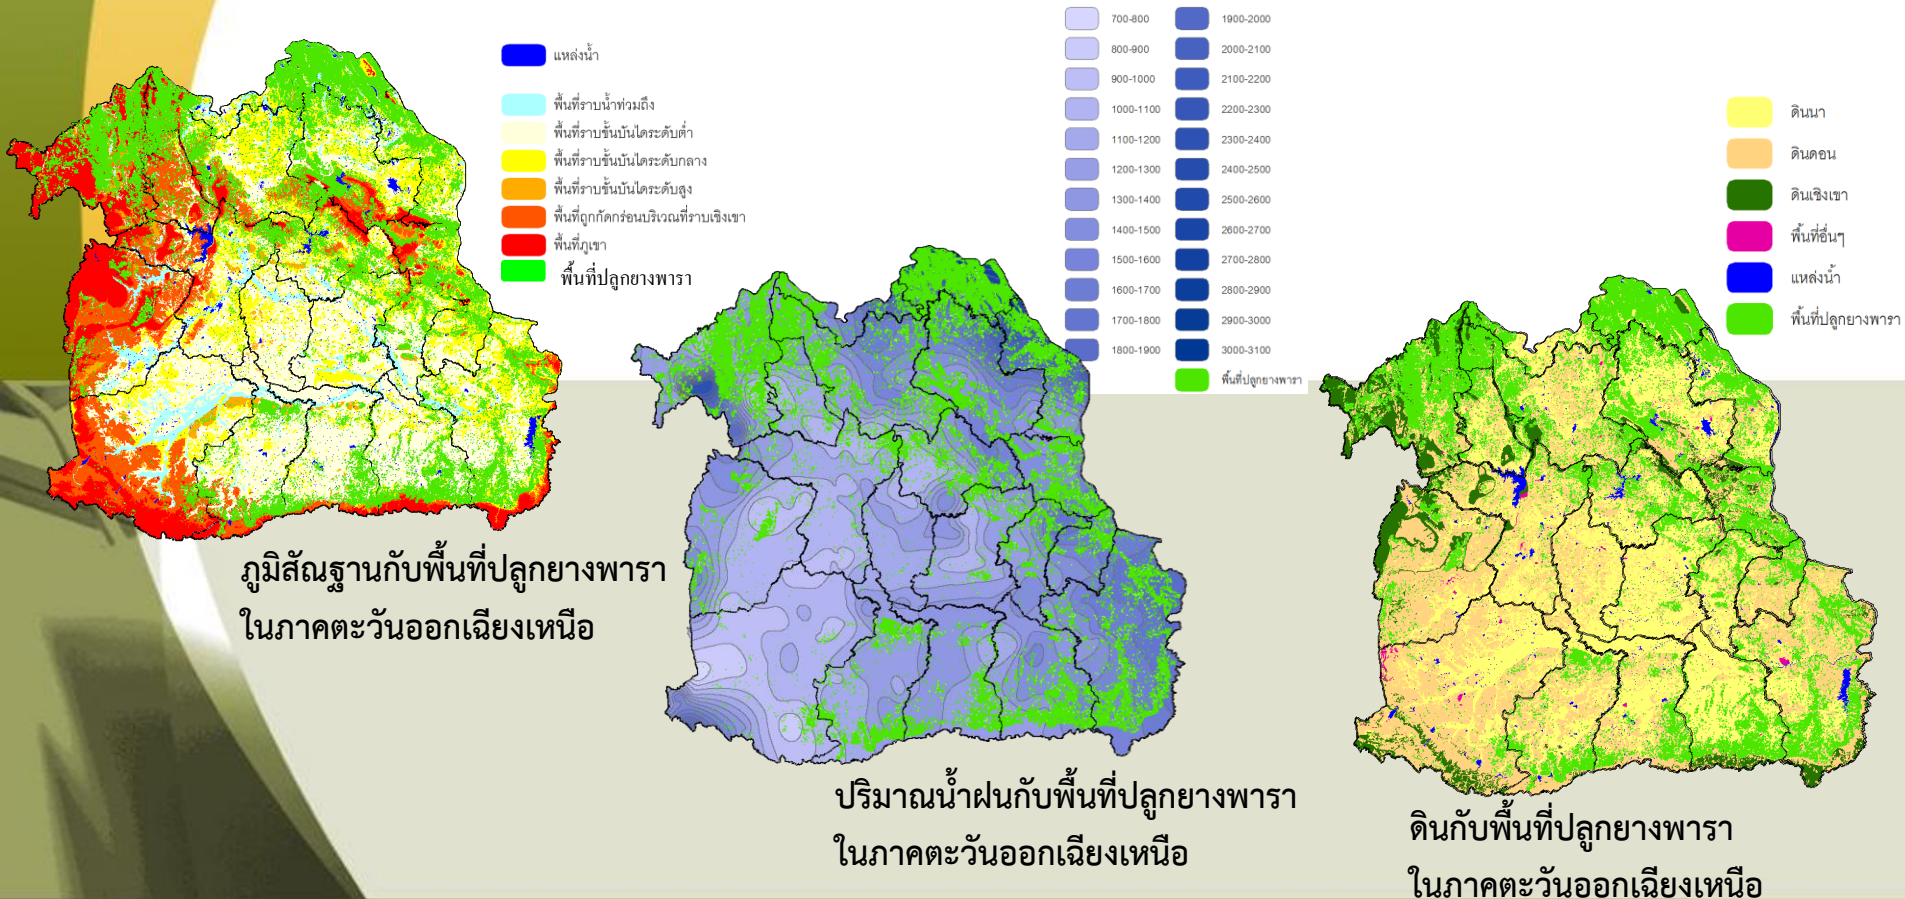 แหล่งน้ำ
พื้นที่ราบน้ำท่วมถึง
พื้นที่ราบขั้นบันไดระดับต่ำ
พื้นที่ราบขั้นบันไดระดับกลาง
พื้นที่ราบขั้นบันไดระดับสูง
พื้นที่ถูกกัดกร่อนบริเวณที่ราบเชิงเขา
พื้นที่ภูเขา
พื้นที่ปลูกยางพารา
ภูมิสัณฐานกับพื้นที่ปลูกยางพารา
ในภาคตะวันออกเฉียงเหนือ
700-800
800-900
900-1000
1000-1100
1100-1200
1200-1300
1300-1400
1400-1500
1500-1600
1600-1700
1700-1800
1800-1900
1900-2000
2000-2100
2100-2200
2200-2300
2300-2400
2400-2500
2500-2600
2600-2700
2700-2800
2800-2900
2900-3000
3000-3100
พื้นที่ปลูกยางพารา
ปริมาณน้ำฝนกับพื้นที่ปลูกยางพารา
ในภาคตะวันออกเฉียงเหนือ
ดินนา
ดินดอน
ดินเชิงเขา
พื้นที่อื่นๆ
แหล่งน้ำ
พื้นที่ปลูกยางพารา
ดินกับพื้นที่ปลูกยางพารา
ในภาคตะวันออกเฉียงเหนือ